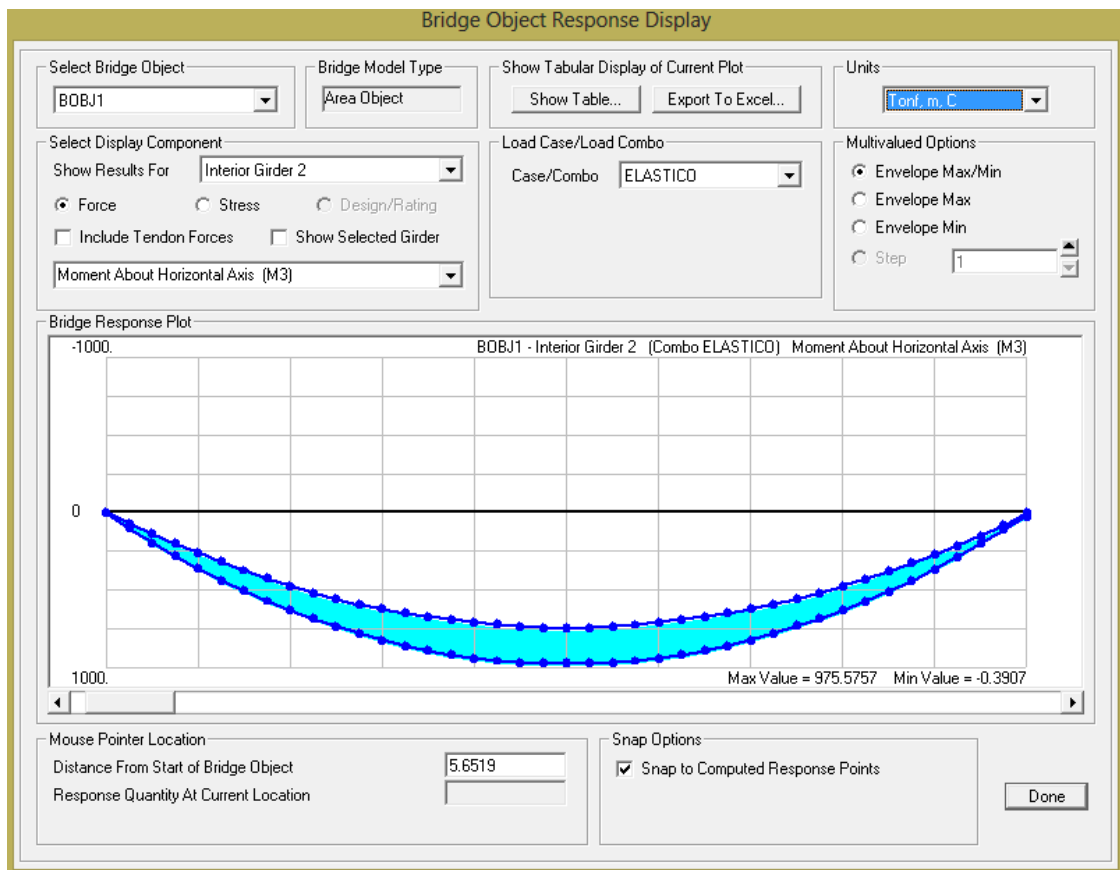 Bridge Object Response Display
Select Bridge Object
BOBJ1
Bridge Model Type
Area Object
Show Tabular Display of Current Plot
Show Table...
Export To Excel...
Units
Tonf, m, C
Select Display Component
Show Results For
Interior Girder 2
Force
Stress
Design/Rating
Include Tendon Forces
Show Selected Girder
Moment About Horizontal Axis (M3)
Load Case/Load Combo
Case/Combo
ELASTICO
Multivalued Options
Envelope Max/Min
Envelope Max
Envelope Min
Step
1
Bridge Response Plot
-1000.
BOBJ1 - Interior Girder 2 (Combo ELASTICO) Moment About Horizontal Axis (M3)
0
1000.
Max Value = 975.5757 Min Value = -0.3907
Mouse Pointer Location
Distance From Start of Bridge Object
5.6519
Response Quantity At Current Location
Snap Options
Snap to Computed Response Points
Done